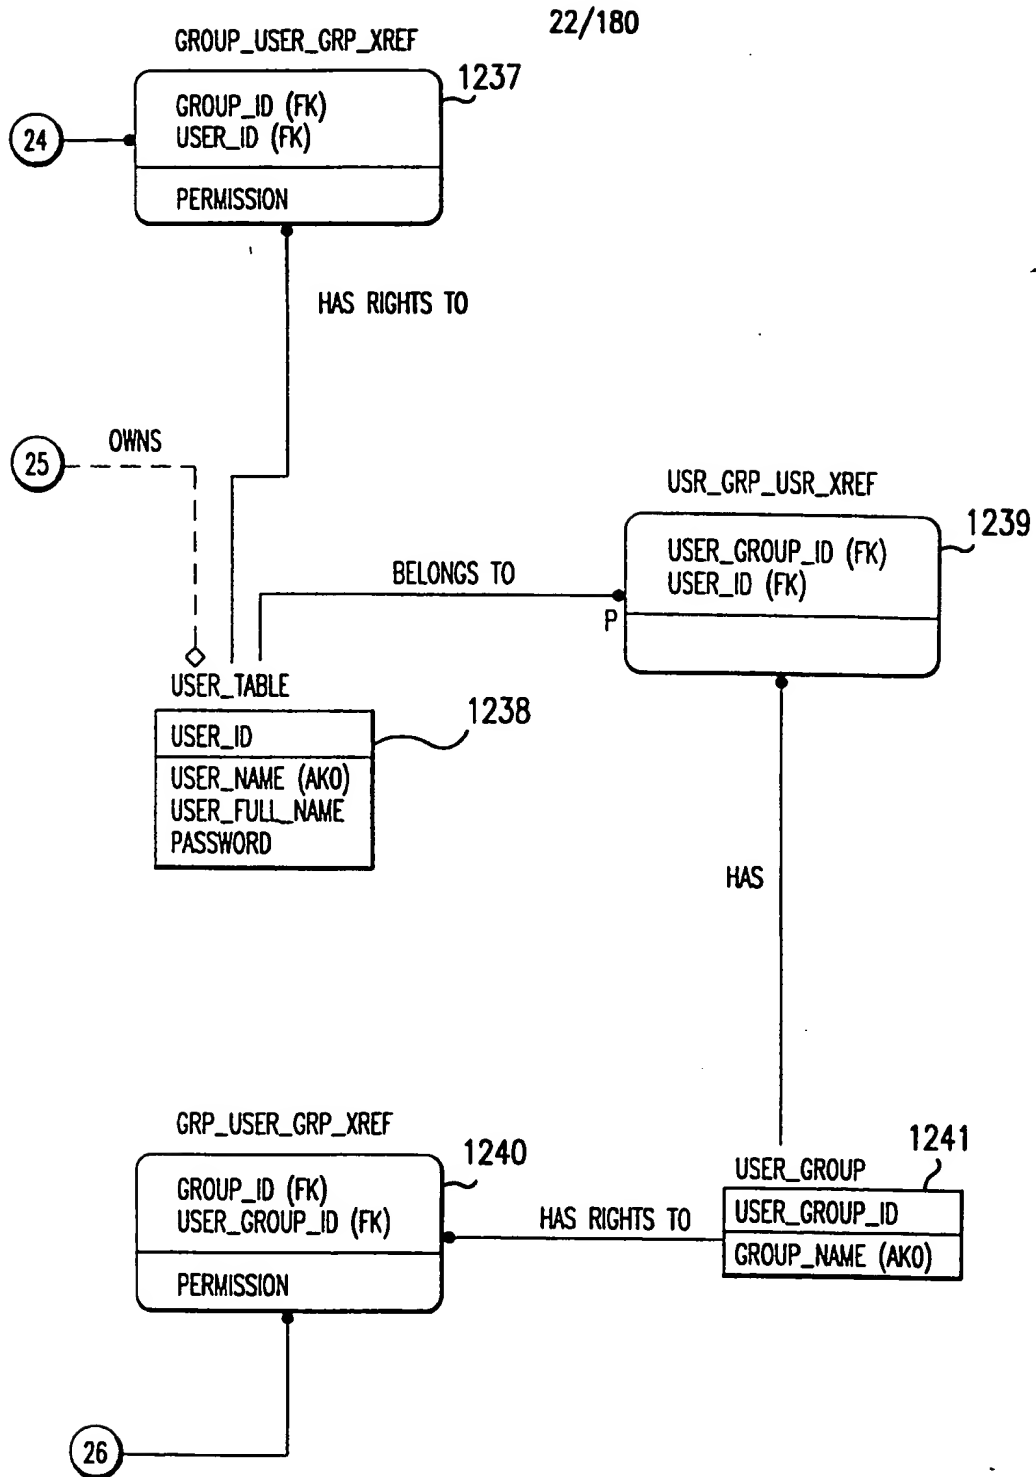 22/180
GROUP_USER_GRP_XREF
1237
GROUP_ID (FK)
USER_ID (FK)
24
PERMISSION
HAS RIGHTS TO
OWNS
25
USR_GRP_USR_XREF
1239
USER_GROUP_ID (FK)
USER_ID (FK)
BELONGS TO
P
USER_TABLE
1238
USER_ID
USER_NAME (AK0)
USER_FULL_NAME
PASSWORD
HAS
GRP_USER_GRP_XREF
1240
GROUP_ID (FK)
USER_GROUP_ID (FK)
PERMISSION
HAS RIGHTS TO
1241
USER_GROUP
USER_GROUP_ID
GROUP_NAME (AK0)
26